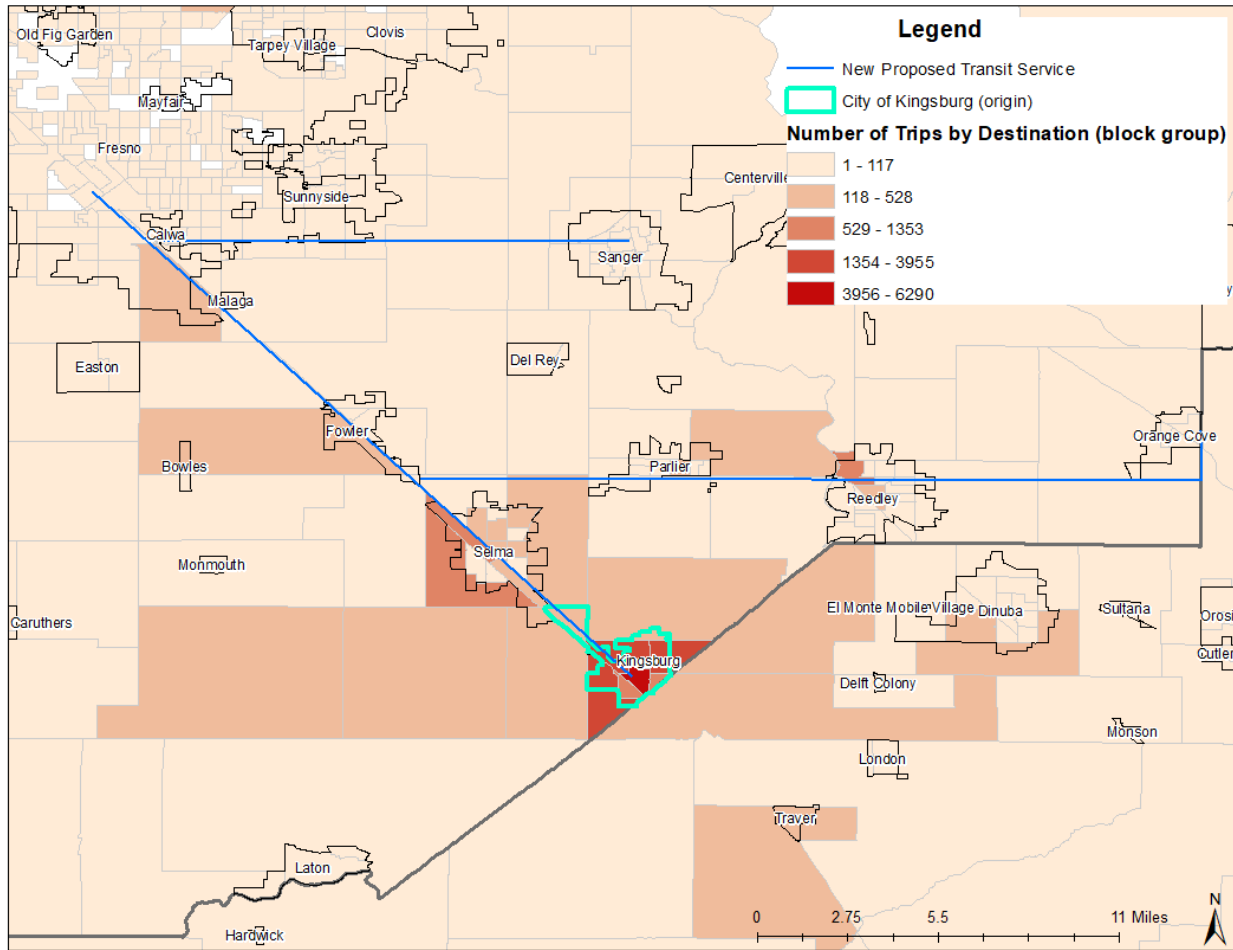 Old Fig Garden
Tarpey Village
Clovis
Mayfair
Fresno
Sunnyside
Centerville
Calwa
Sanger
Malaga
Easton
Del Rey
Fowler
Orange Cove
Bowles
Parlier
Reedley
Selma
Monmouth
Caruthers
El Monte Mobile Village
Dinuba
Sultana
Orosi
Cutler
Kingsburg
Delft Colony
Monson
London
Traver
Laton
Hardwick
Legend
New Proposed Transit Service
City of Kingsburg (origin)
Number of Trips by Destination (block group)
1 - 117
118 - 528
529 - 1353
1354 - 3955
3956 - 6290
0 2.75 5.5 11 Miles
N